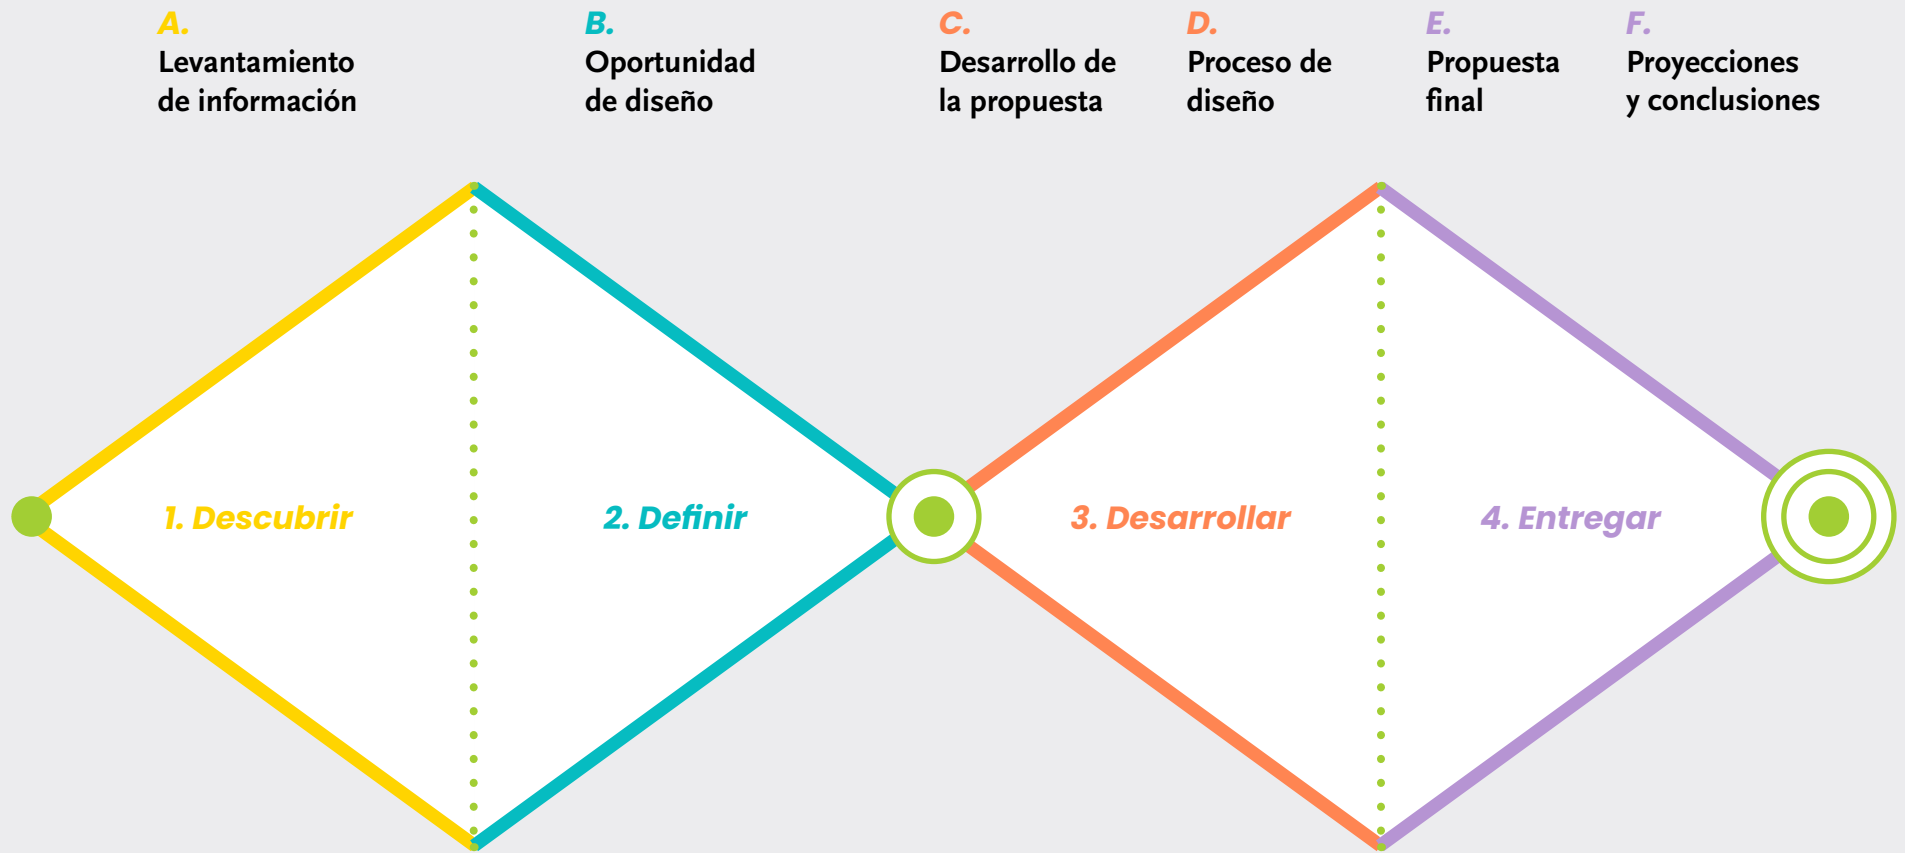 A.
Levantamiento
de información
B.
Oportunidad
de diseño
C.
Desarrollo de
la propuesta
D.
Proceso de
diseño
E.
Propuesta
final
F.
Proyecciones
y conclusiones
1. Descubrir
2. Definir
3. Desarrollar
4. Entregar